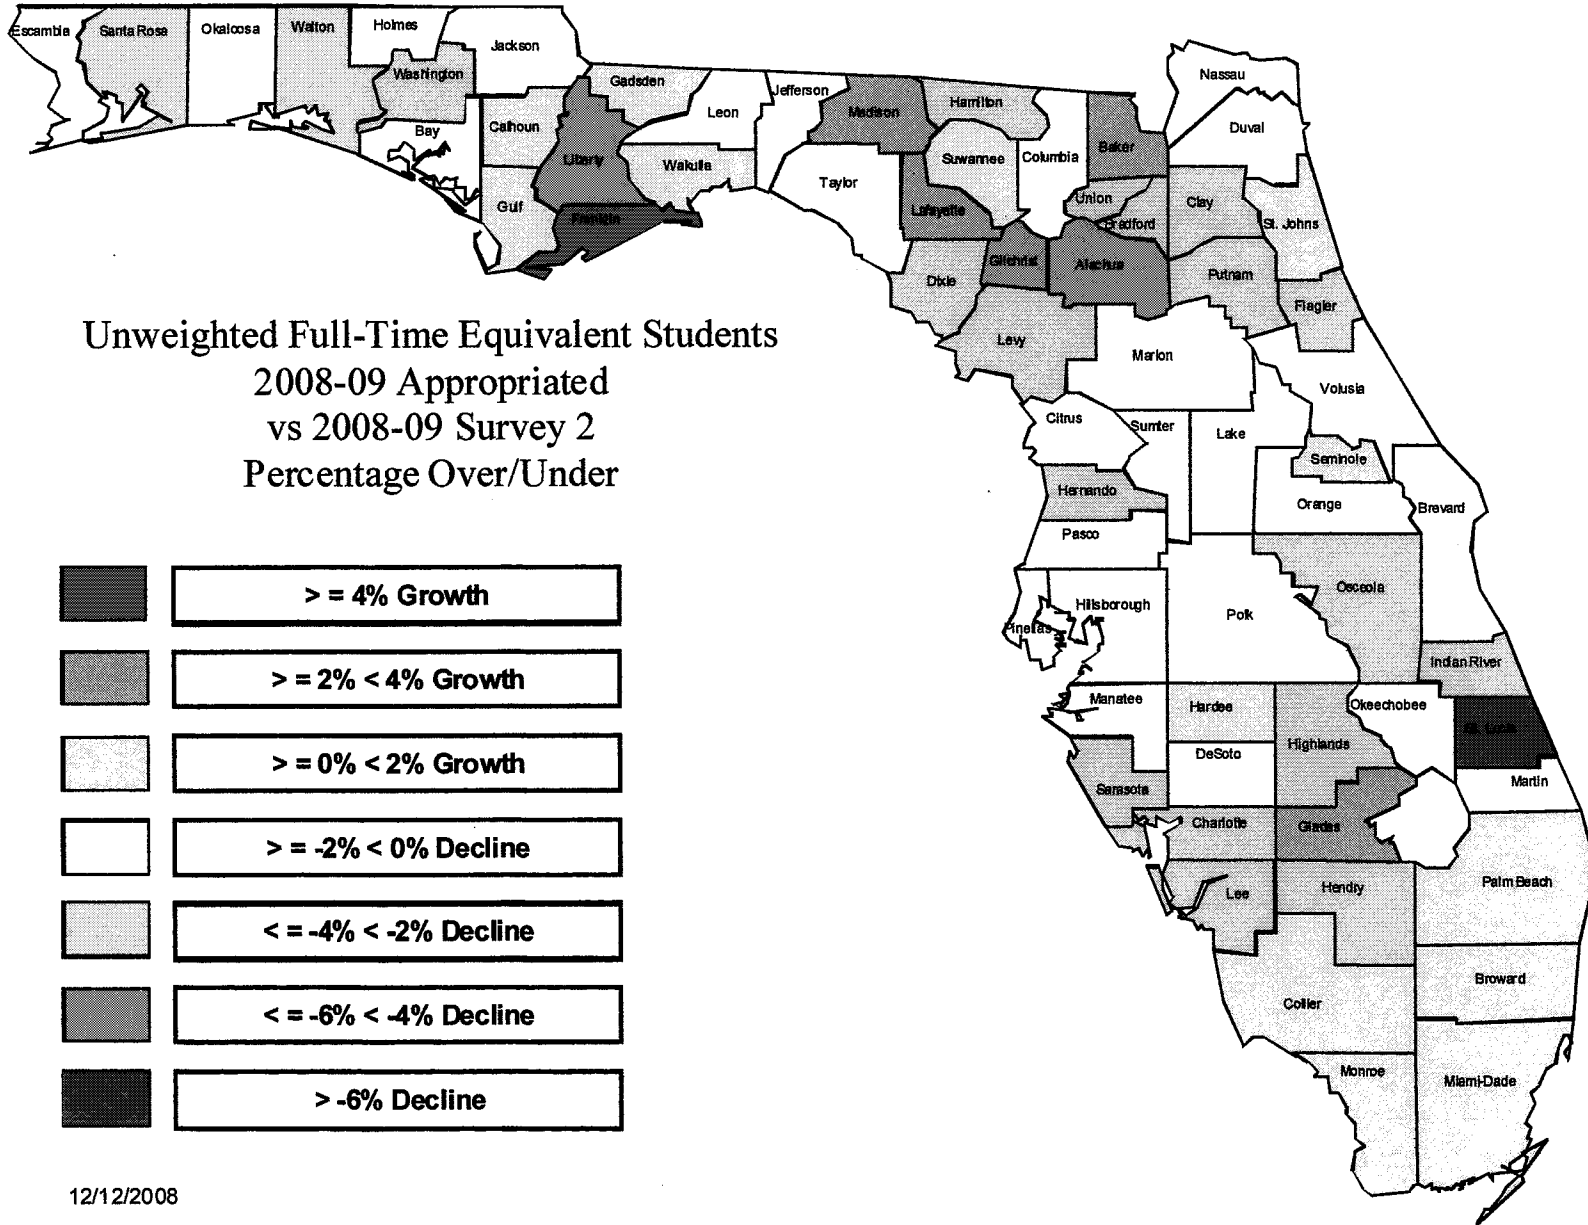 Escambia
Santa Rosa
Okaloosa
Walton
Holmes
Jackson
Washington
Gadsden
Leon
Jefferson
Madison
Hamilton
Nassau
Duval
Bay
Calhoun
Liberty
Wakulla
Taylor
Suwannee
Columbia
Baker
Gulf
Franklin
Lafayette
Union
Bradford
Clay
St. Johns
Dixie
Gilchrist
Alachua
Putnam
Flagler
Levy
Marion
Volusia
Unweighted Full-Time Equivalent Students
2008-09 Appropriated
vs 2008-09 Survey 2
Percentage Over/Under
Citrus
Sumter
Lake
Seminole
Hernando
Orange
Brevard
Pasco
Osceola
Hillsborough
Polk
Pinellas
Indian River
Manatee
Hardee
Okeechobee
St. Lucie
Highlands
DeSoto
Martin
Sarasota
Charlotte
Glades
Lee
Hendry
Palm Beach
Collier
Broward
Monroe
Miami-Dade
> = 4% Growth
> = 2% < 4% Growth
> = 0% < 2% Growth
> = -2% < 0% Decline
< = -4% < -2% Decline
< = -6% < -4% Decline
> -6% Decline
12/12/2008